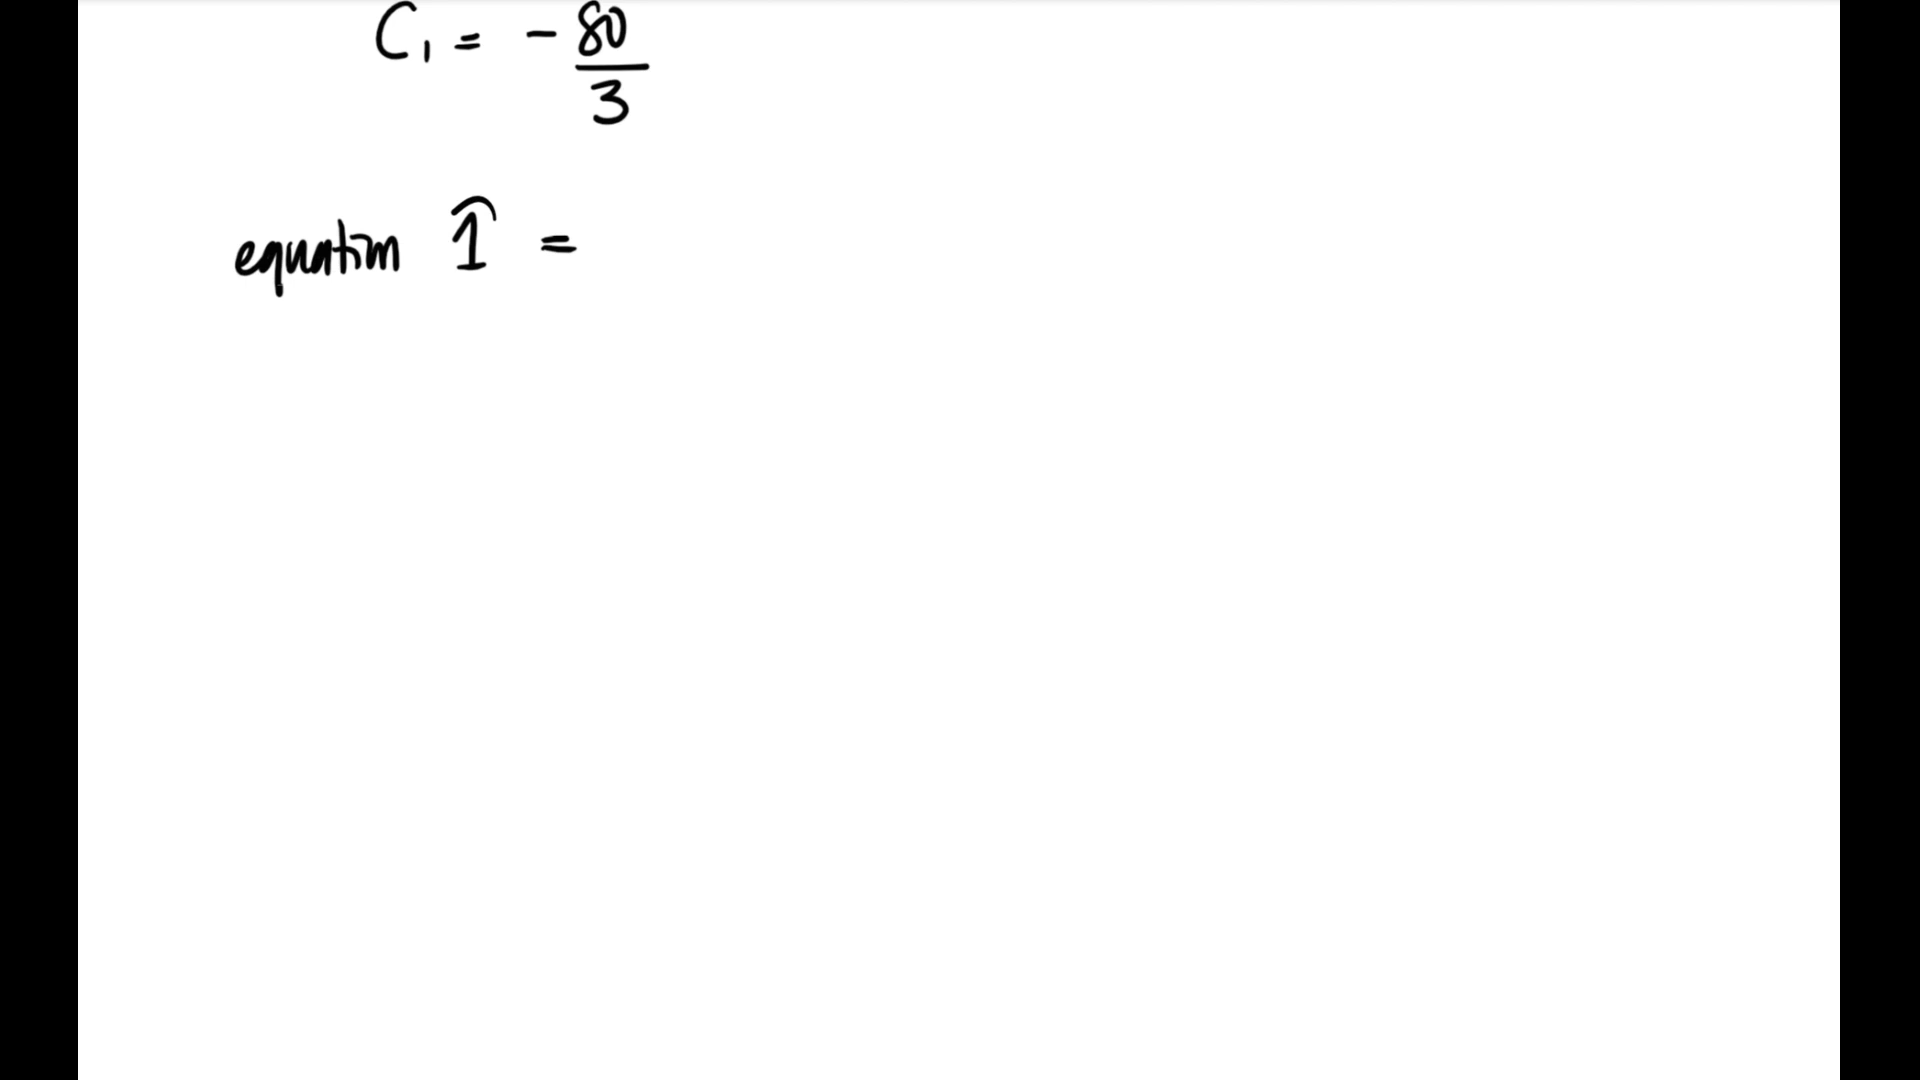 C₁ = - 80/3
equation 1 =